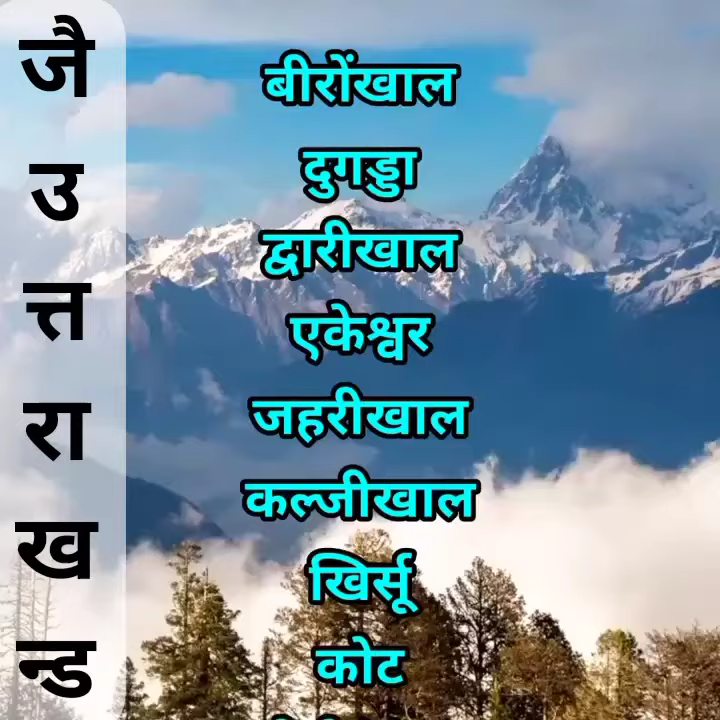 जै
उ
त्त
रा
ख
न्ड
बीरोंखाल
दुगड्डा
द्वारीखाल
एकेश्वर
जहरीखाल
कल्जीखाल
खिर्सू
कोट